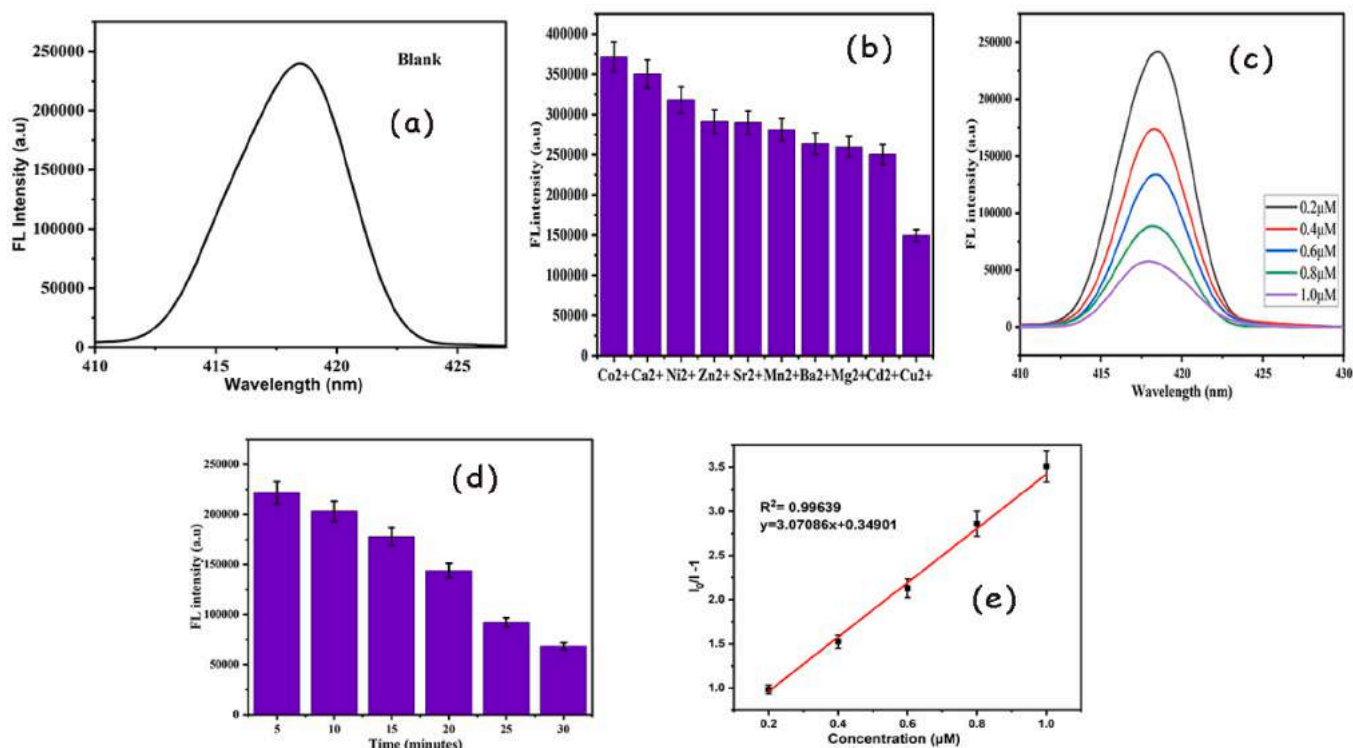 FL Intensity (a.u)
250000
200000
150000
100000
50000
0
Blank
(a)
410 415 420 425
Wavelength (nm)
FLintensity (a.u)
400000
350000
300000
250000
200000
150000
100000
50000
0
(b)
Co2+ Ca2+ Ni2+ Zn2+ Sr2+ Mn2+ Ba2+ Mg2+ Cd2+ Cu2+
FL intensity (a.u)
250000
200000
150000
100000
50000
0
(c)
0.2µM
0.4µM
0.6µM
0.8µM
1.0µM
410 415 420 425 430
Wavelength (nm)
FL intensity (a.u)
250000
200000
150000
100000
50000
0
(d)
5 10 15 20 25 30
Time (minutes)
I₀/I -1
3.5
3.0
2.5
2.0
1.5
1.0
R²= 0.99639
y=3.07086x+0.34901
(e)
0.2 0.4 0.6 0.8 1.0
Concentration (µM)